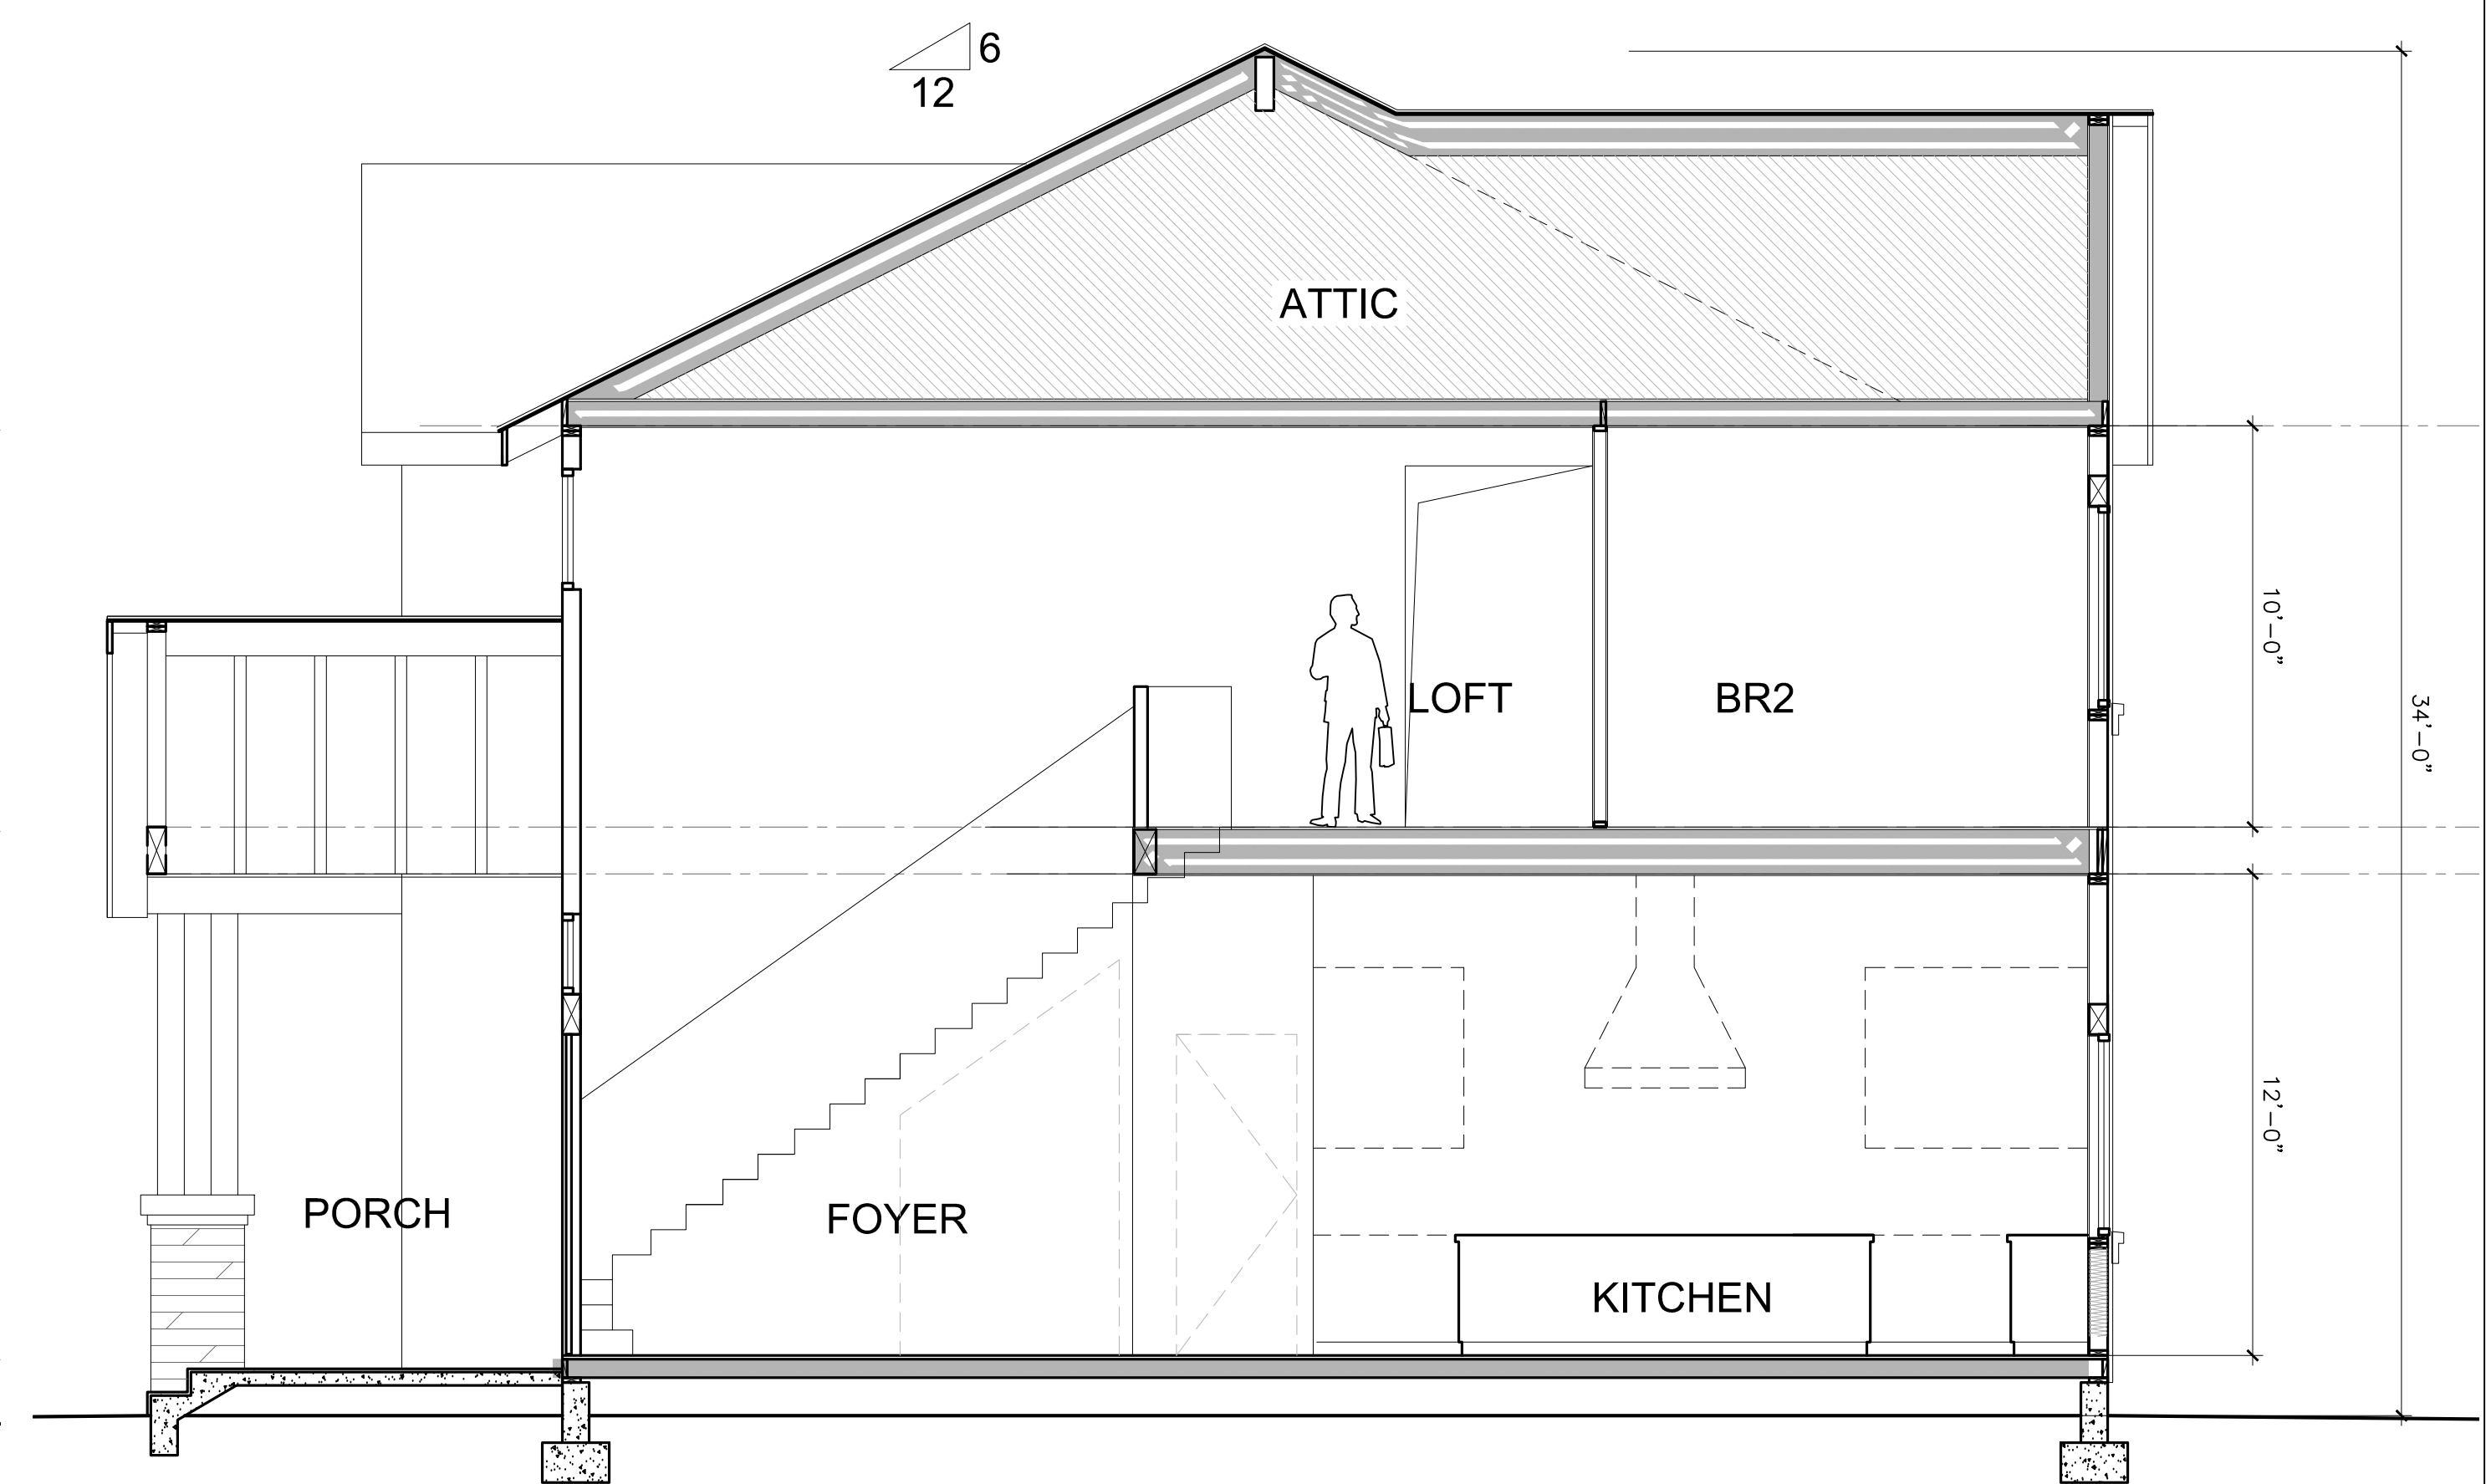 6
12
ATTIC
10'-0"
34'-0"
LOFT
BR2
12'-0"
PORCH
FOYER
KITCHEN